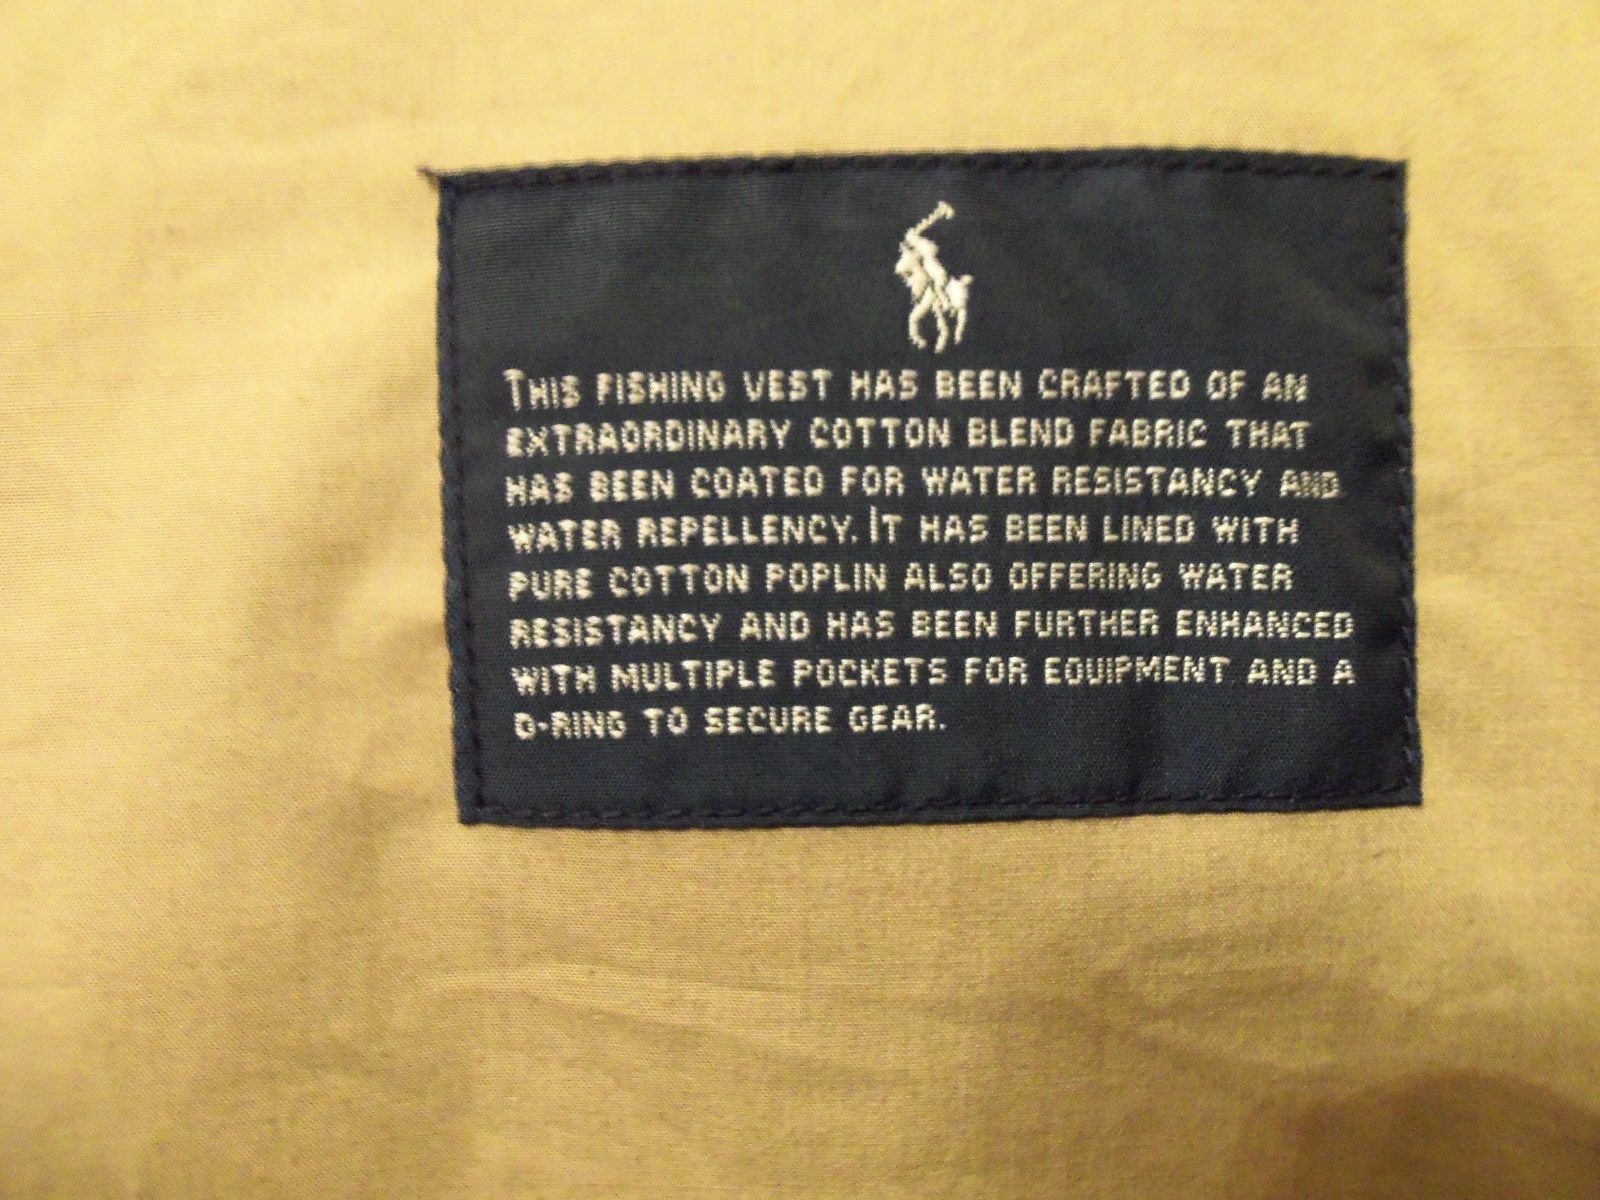 THIS FISHING VEST HAS BEEN CRAFTED OF AN
EXTRAORDINARY COTTON BLEND FABRIC THAT
HAS BEEN COATED FOR WATER RESISTANCY AND
WATER REPELLENCY. IT HAS BEEN LINED WITH
PURE COTTON POPLIN ALSO OFFERING WATER
RESISTANCY AND HAS BEEN FURTHER ENHANCED
WITH MULTIPLE POCKETS FOR EQUIPMENT AND A
D-RING TO SECURE GEAR.